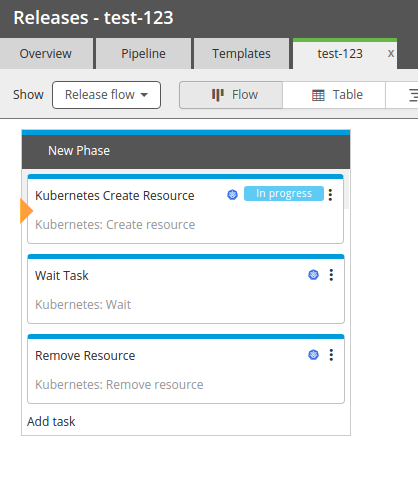 Releases - test-123
Overview
Pipeline
Templates
test-123
x
Show
Release flow
Flow
Table
New Phase
Kubernetes Create Resource
In progress
Kubernetes: Create resource
Wait Task
Kubernetes: Wait
Remove Resource
Kubernetes: Remove resource
Add task